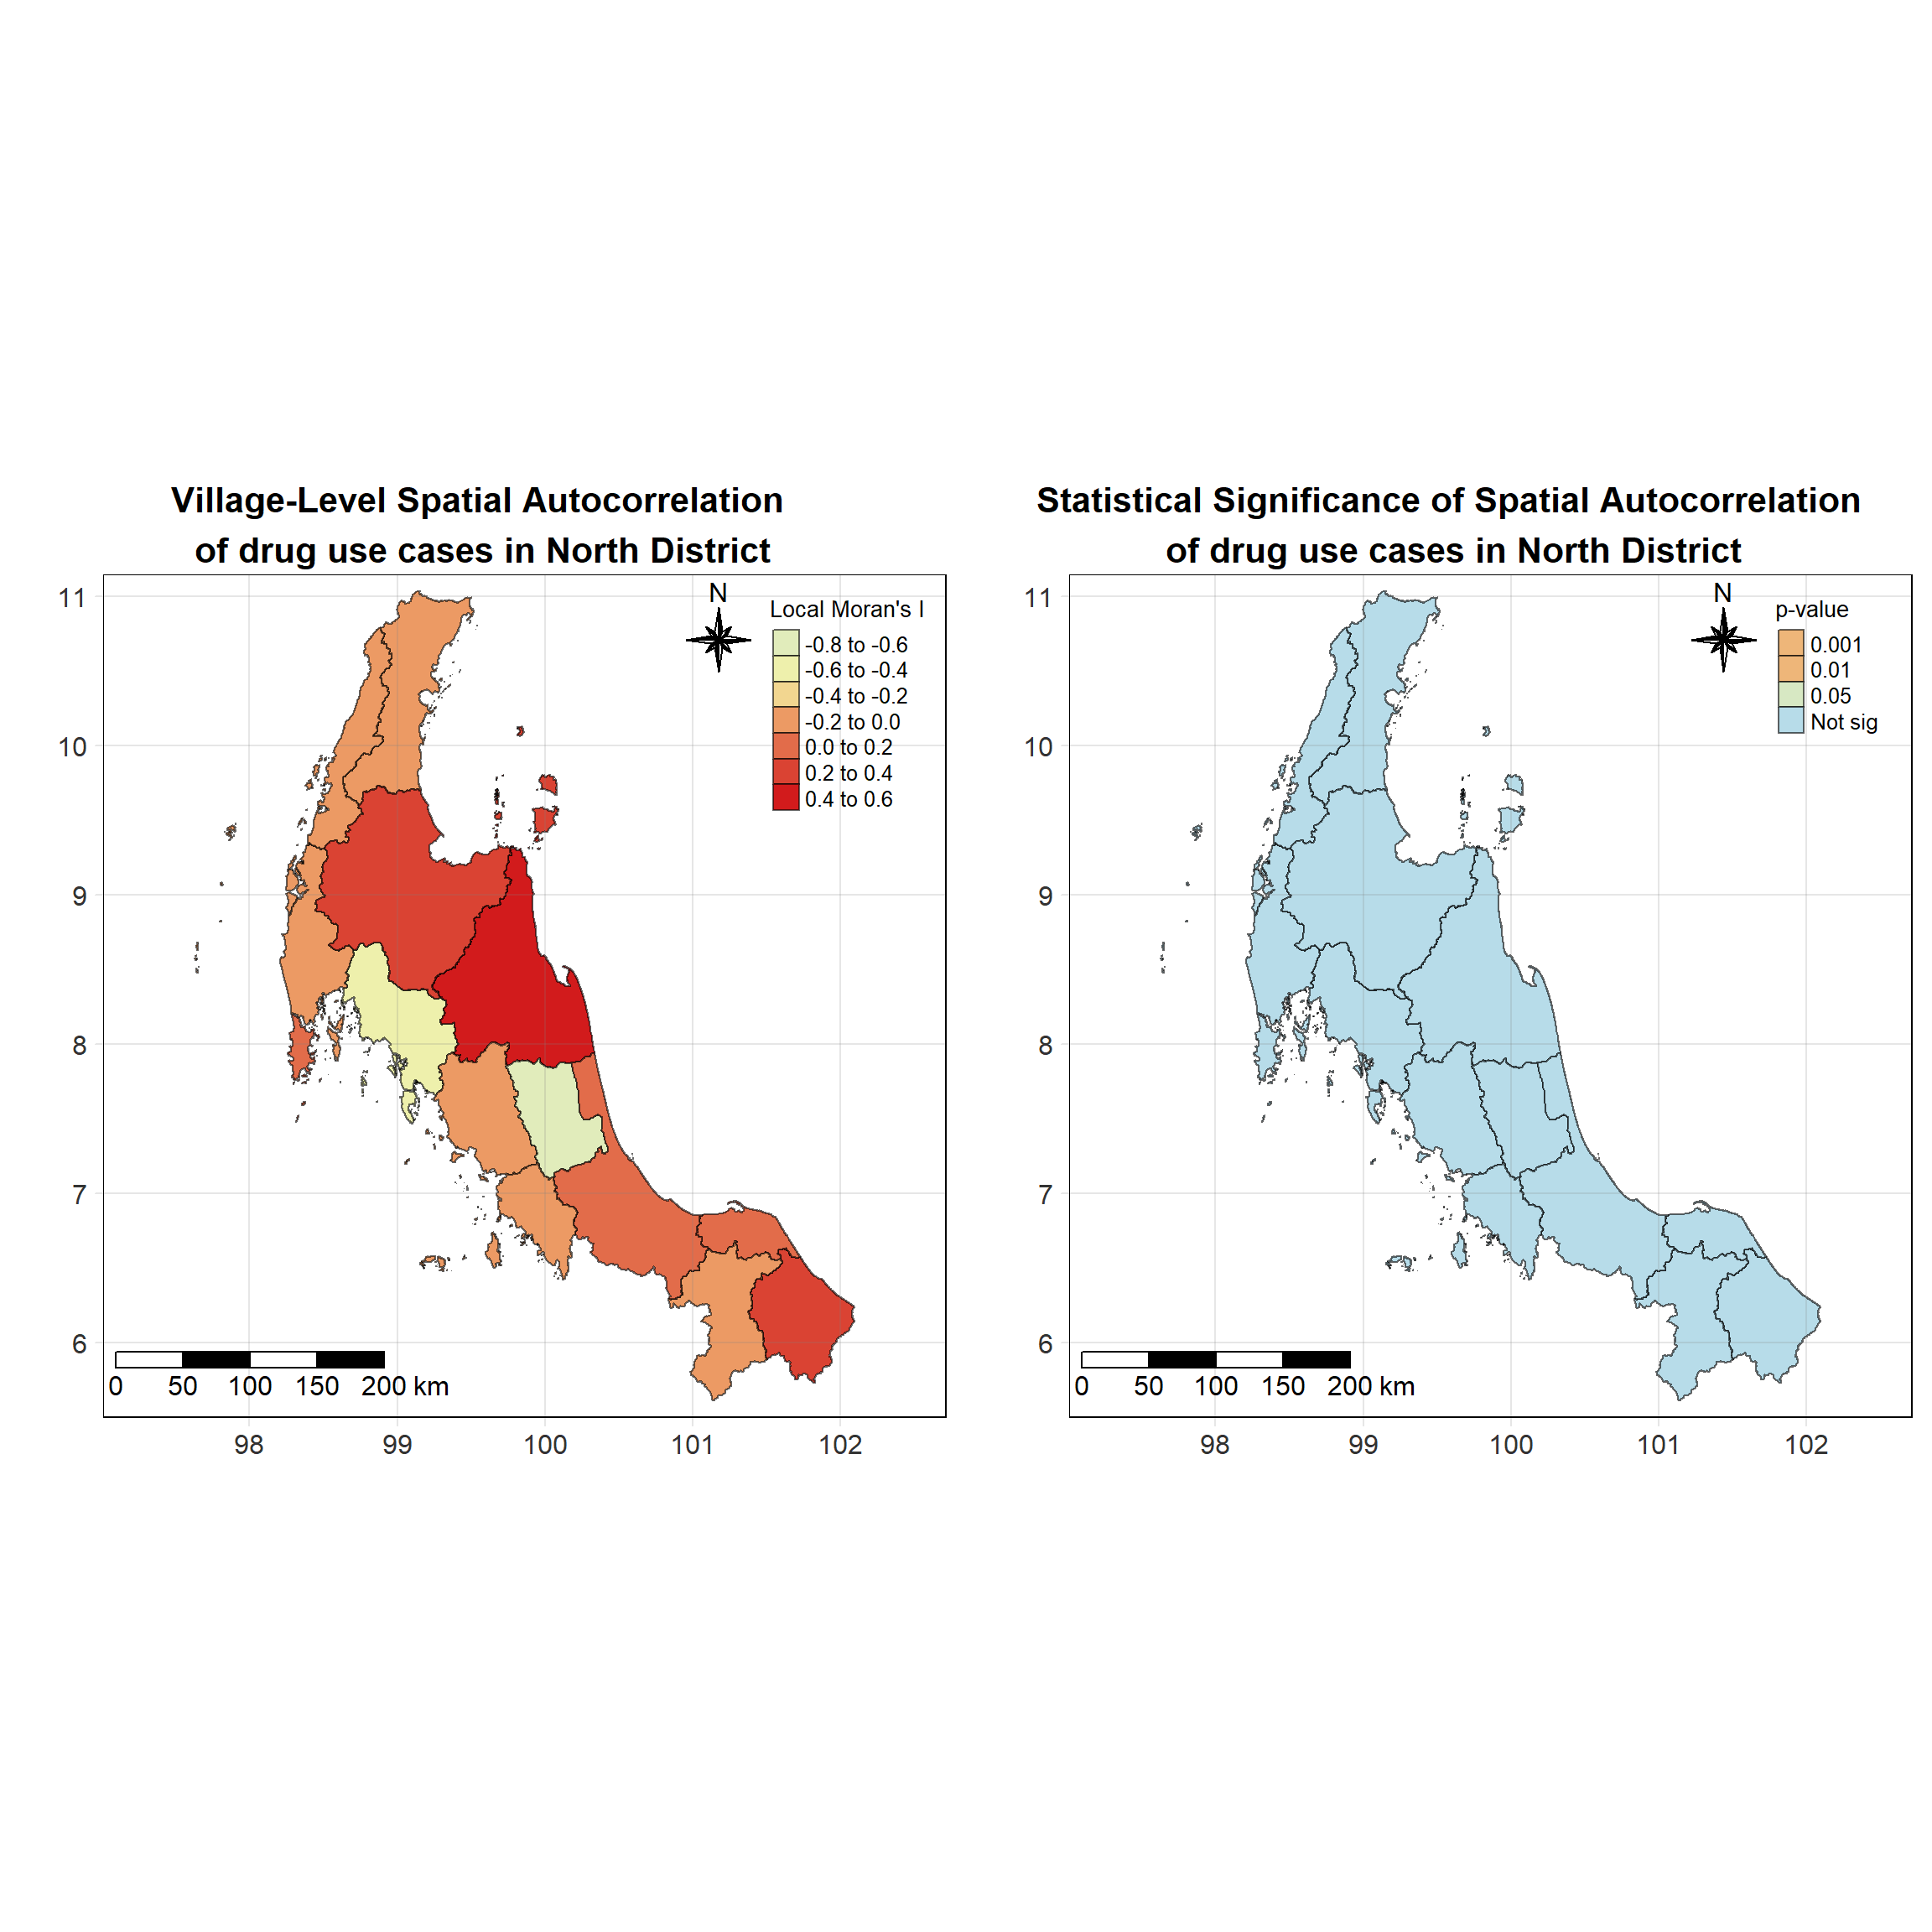 Village-Level Spatial Autocorrelation
of drug use cases in North District
N
Local Moran's I
-0.8 to -0.6
-0.6 to -0.4
-0.4 to -0.2
-0.2 to 0.0
0.0 to 0.2
0.2 to 0.4
0.4 to 0.6
11
10
9
8
7
6
0 50 100 150 200 km
98 99 100 101 102
Statistical Significance of Spatial Autocorrelation
of drug use cases in North District
N
p-value
0.001
0.01
0.05
Not sig
11
10
9
8
7
6
0 50 100 150 200 km
98 99 100 101 102